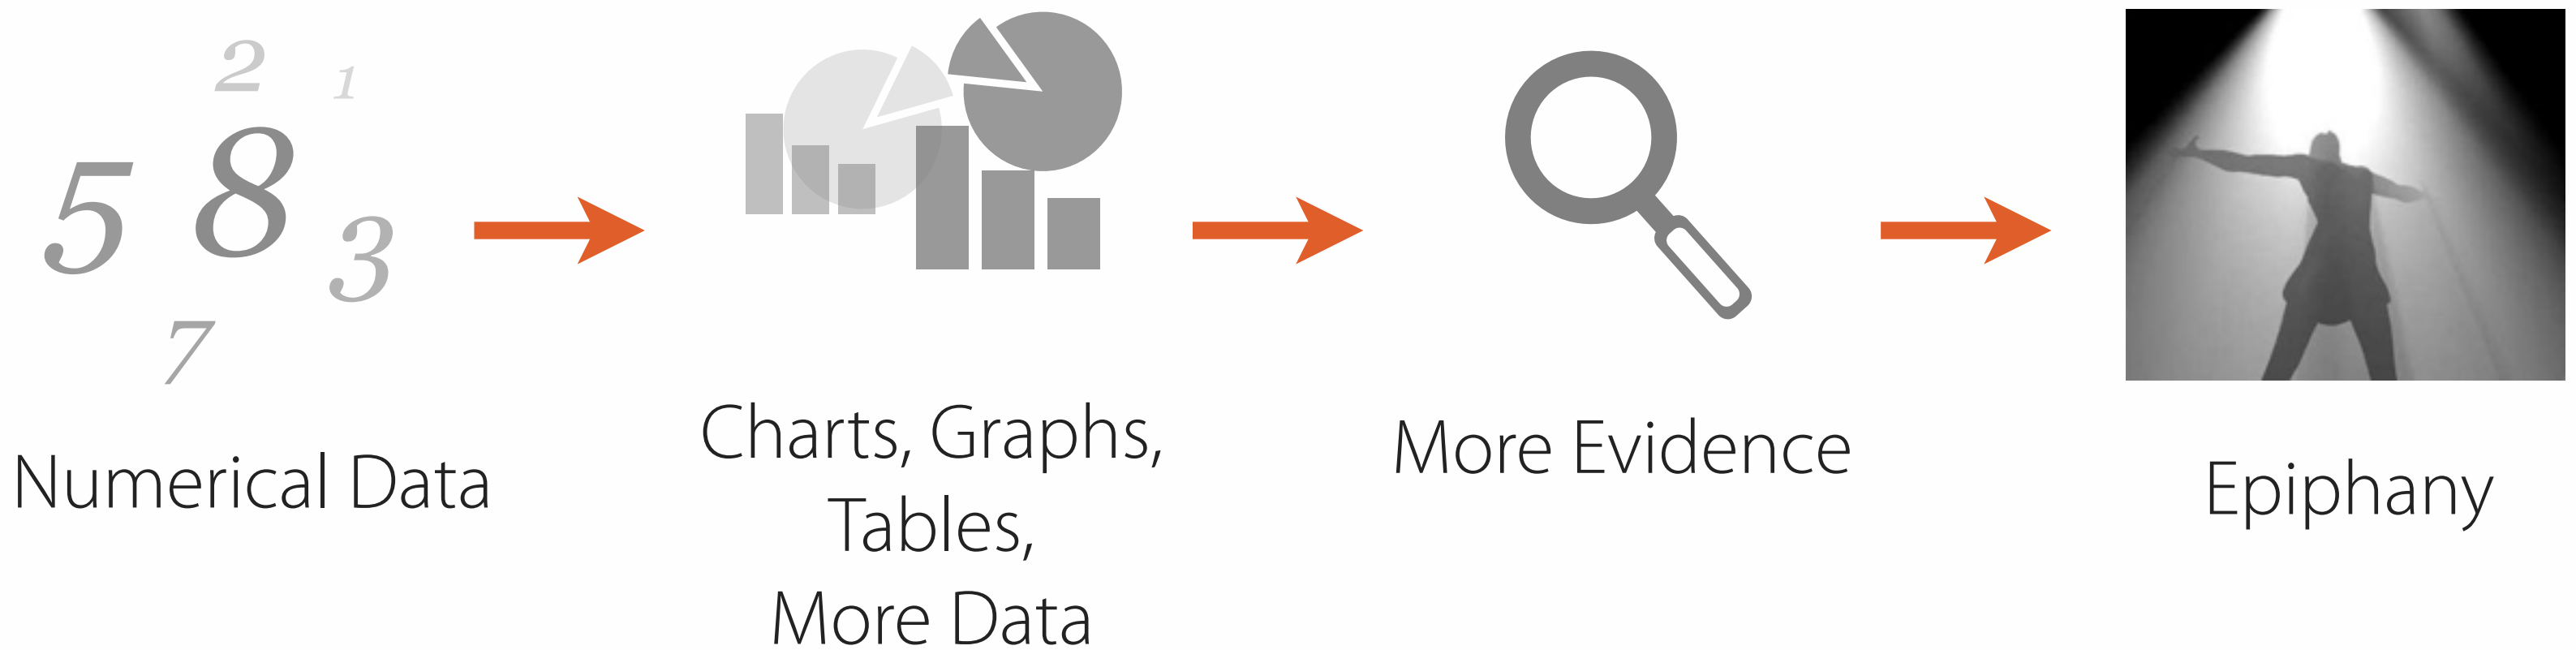 2 1
5 8
3
7
Numerical Data
Charts, Graphs,
Tables,
More Data
More Evidence
Epiphany